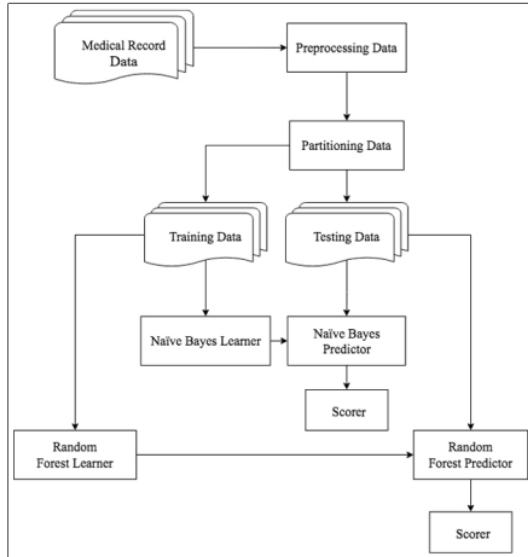 Medical Record
Data
Preprocessing Data
Partitioning Data
Training Data
Testing Data
Naïve Bayes Learner
Naïve Bayes
Predictor
Scorer
Random
Forest Learner
Random
Forest Predictor
Scorer